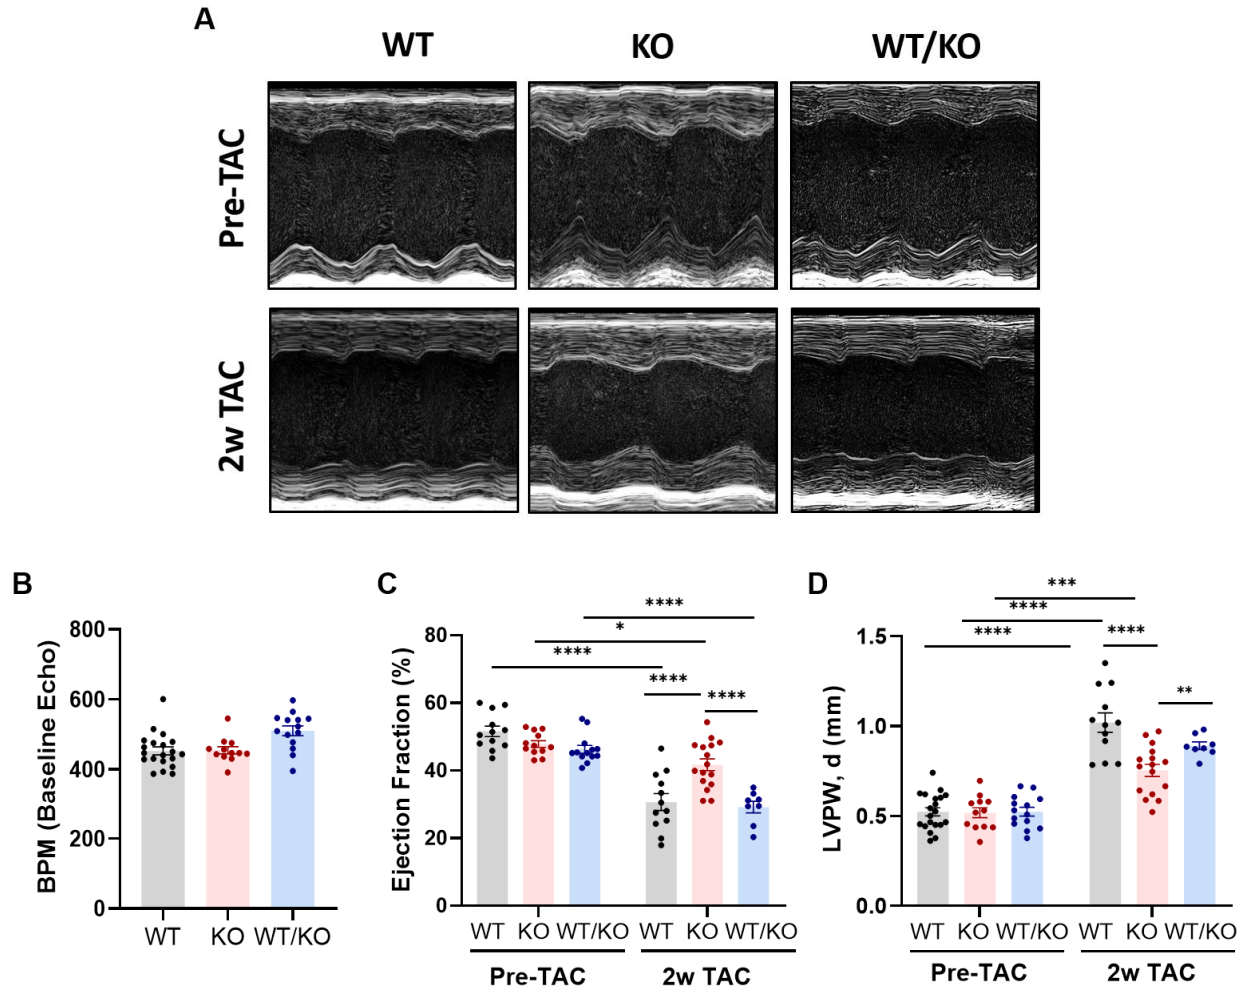 A
WT KO WT/KO
Pre-TAC
2w TAC
B
BPM (Baseline Echo)
800
600
400
200
0
WT KO WT/KO
C
Ejection Fraction (%)
80
60
40
20
0
****
*
****
****
****
WT KO WT/KO WT KO WT/KO
Pre-TAC 2w TAC
D
LVPW, d (mm)
1.5
1.0
0.5
0.0
***
****
****
****
**
WT KO WT/KO WT KO WT/KO
Pre-TAC 2w TAC